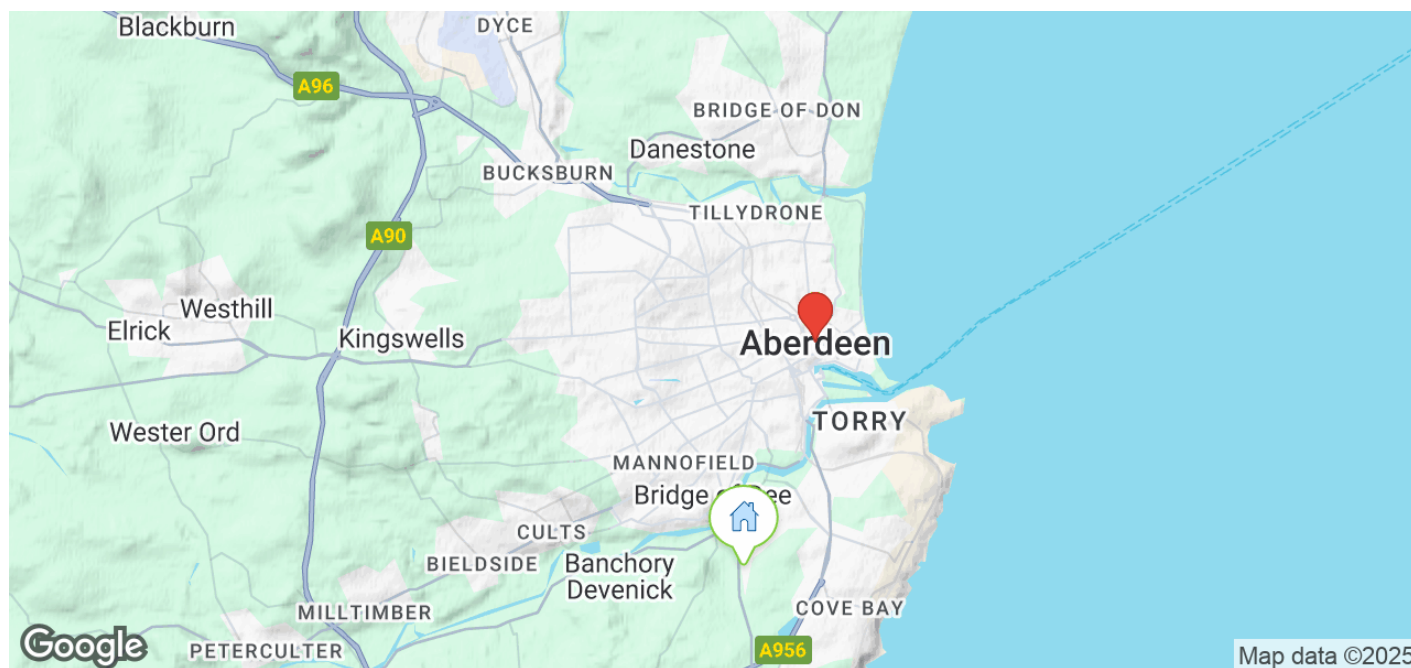 Blackburn
DYCE
A96
BRIDGE OF DON
Danestone
BUCKSBURN
TILLYDRONE
A90
Westhill
Elrick
Kingswells
Aberdeen
TORRY
Wester Ord
MANNOFIELD
Bridge of Dee
CULTS
BIELDSIDE
Banchory
Devenick
MILLTIMBER
COVE BAY
PETERCULTER
A956
Google
Map data ©2025